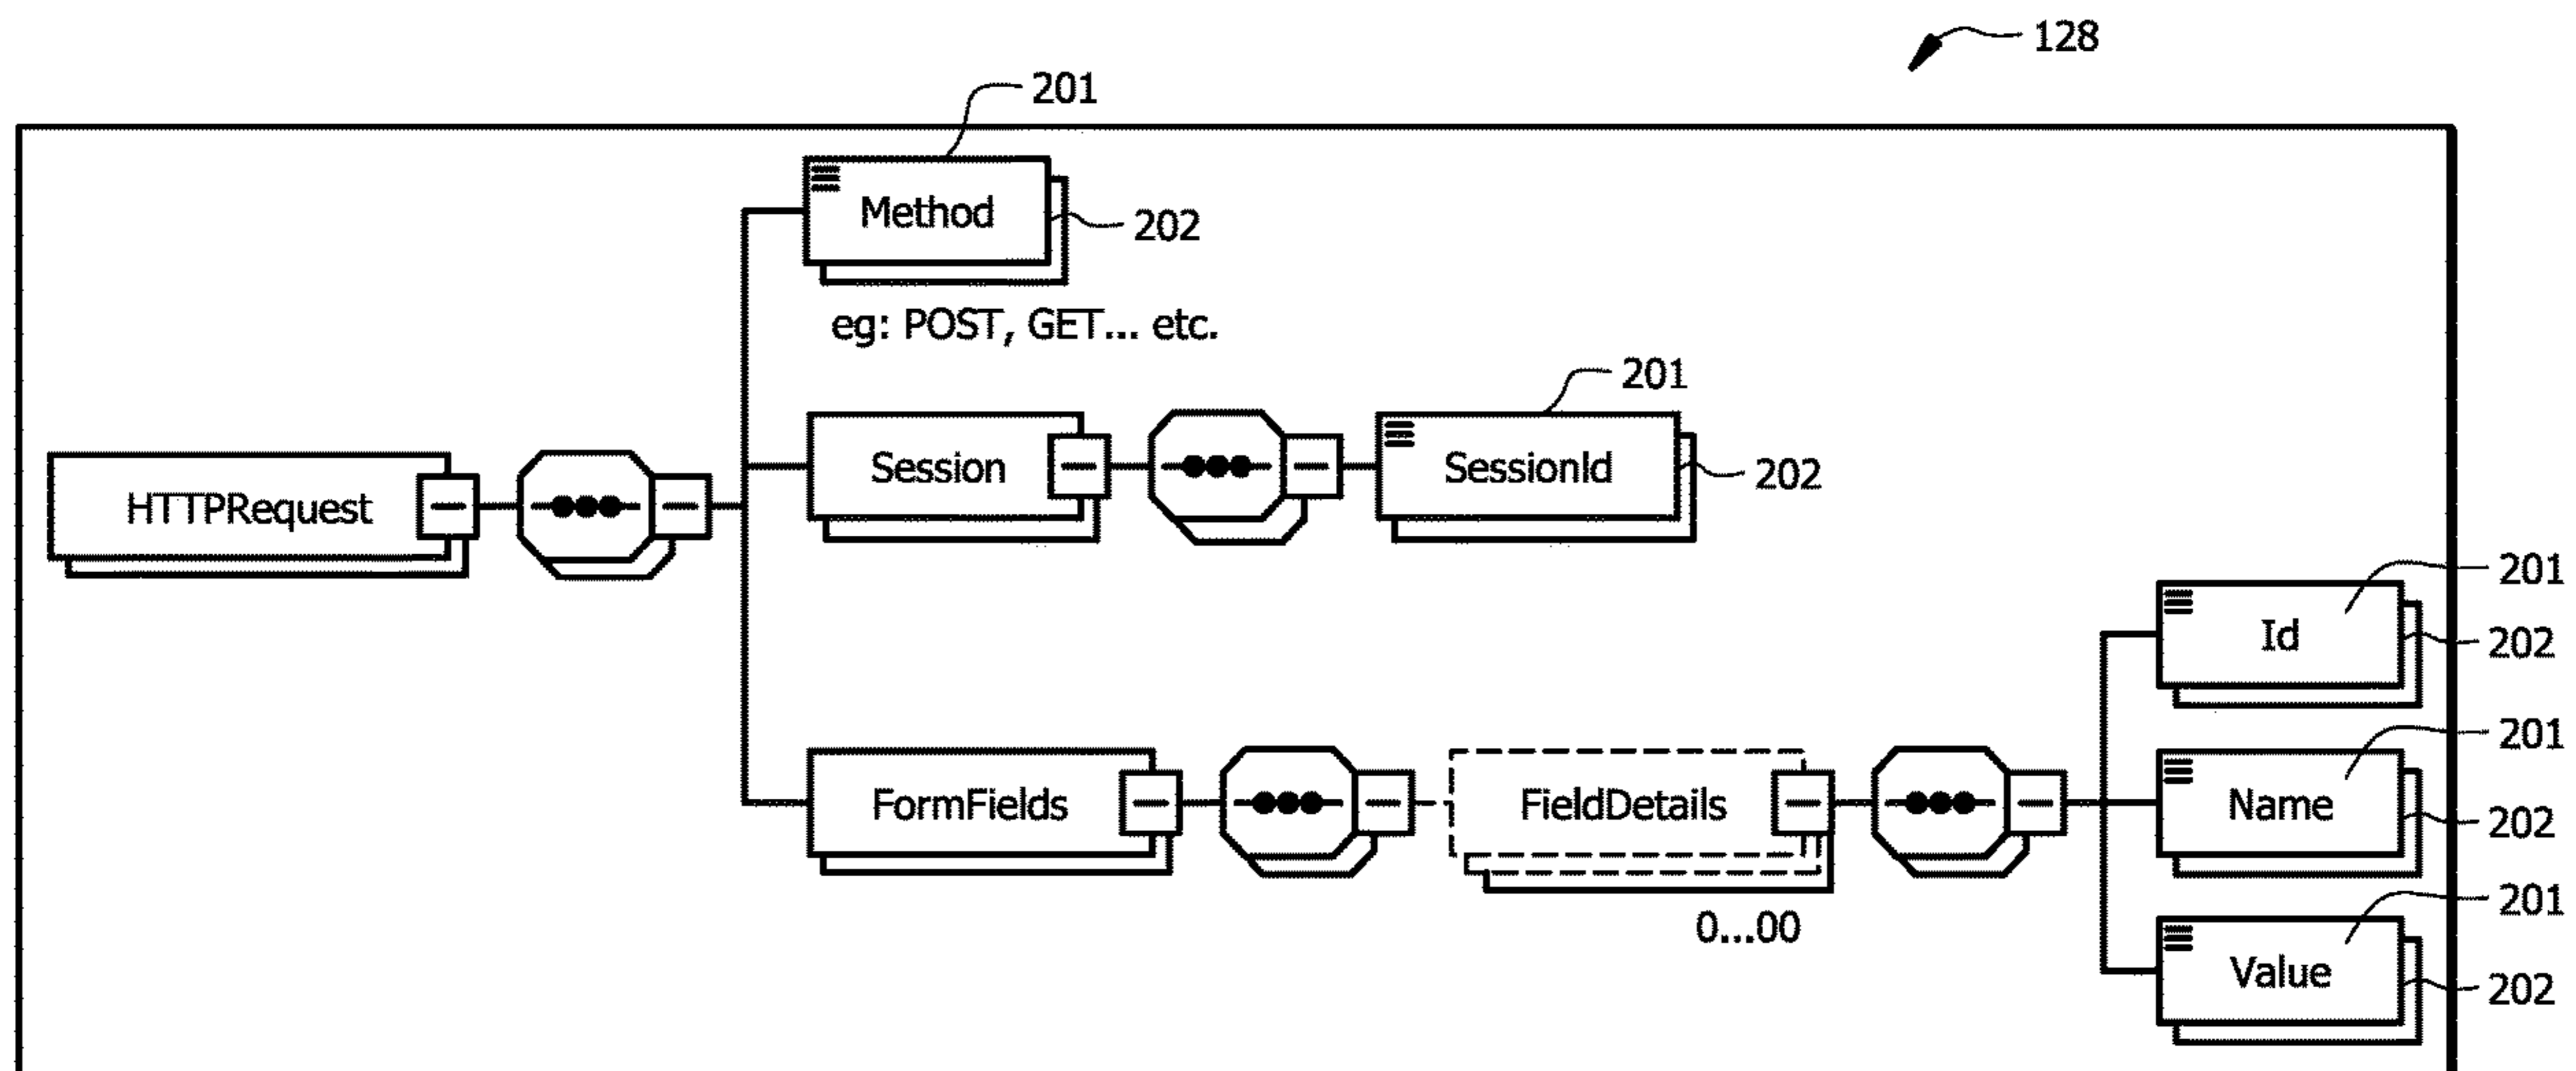 128
201
Method
202
eg: POST, GET... etc.
201
Session
SessionId
202
HTTPRequest
201
Id
202
201
FormFields
FieldDetails
Name
202
0...00
201
Value
202